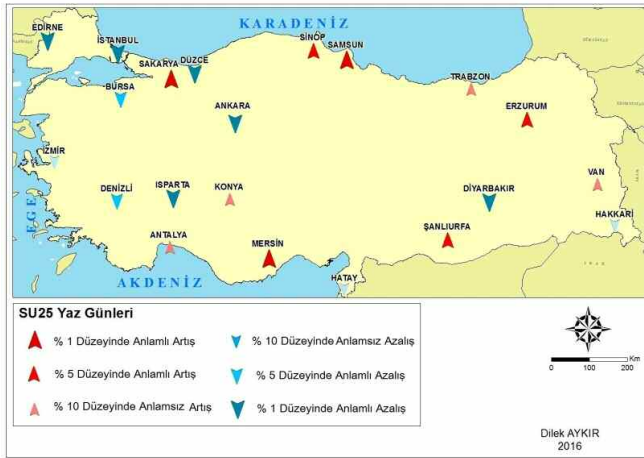 KARADENİZ
EDİRNE
İSTANBUL
SİNOP
SAMSUN
SAKARYA
DÜZCE
BURSA
TRABZON
ANKARA
ERZURUM
İZMİR
DENİZLİ
ISPARTA
KONYA
DİYARBAKIR
VAN
HAKKARİ
EGE
ANTALYA
MERSİN
ŞANLIURFA
AKDENİZ
HATAY
SU25 Yaz Günleri
% 1 Düzeyinde Anlamlı Artış
% 10 Düzeyinde Anlamsız Azalış
% 5 Düzeyinde Anlamlı Artış
% 5 Düzeyinde Anlamlı Azalış
% 10 Düzeyinde Anlamsız Artış
% 1 Düzeyinde Anlamlı Azalış
Km
0 100 200
Dilek AYKIR
2016